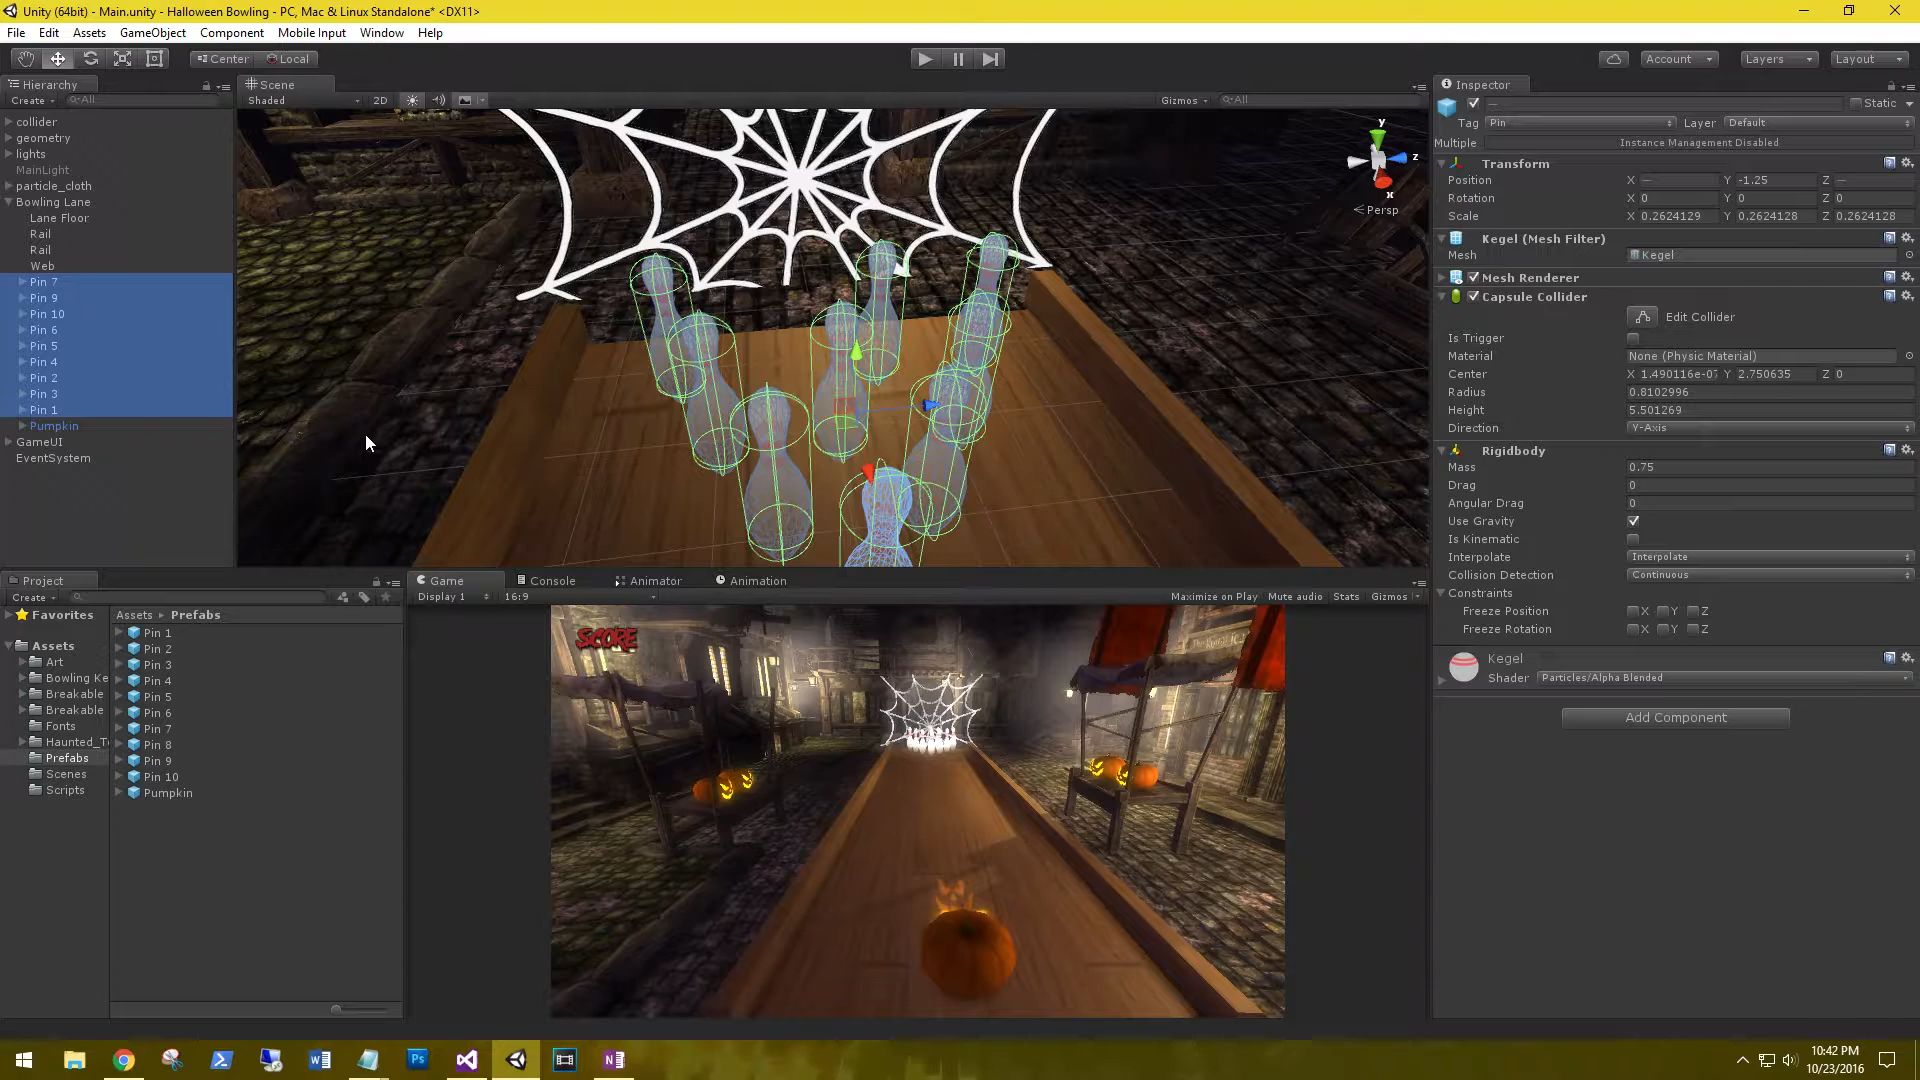 Unity (64bit) - Main.unity - Halloween Bowling - PC, Mac & Linux Standalone* <DX11>
File Edit Assets GameObject Component Mobile Input Window Help
Center Local Account Layers Layout
Hierarchy
Create All
collider
geometry
lights
MainLight
particle_cloth
Bowling Lane
Lane Floor
Rail
Rail
Web
Pin 7
Pin 9
Pin 10
Pin 6
Pin 5
Pin 4
Pin 2
Pin 3
Pin 1
Pumpkin
GameUI
EventSystem
Scene
Shaded 2D Gizmos All
y
z
x
Persp
Inspector
Static
Tag Pin Layer Default
Multiple Instance Management Disabled
Transform
Position X — Y -1.25 Z —
Rotation X 0 Y 0 Z 0
Scale X 0.2624129 Y 0.2624128 Z 0.2624128
Kegel (Mesh Filter)
Mesh Kegel
Mesh Renderer
Capsule Collider
Edit Collider
Is Trigger
Material None (Physic Material)
Center X 1.490116e-07 Y 2.750635 Z 0
Radius 0.8102996
Height 5.501269
Direction Y-Axis
Rigidbody
Mass 0.75
Drag 0
Angular Drag 0
Use Gravity
Is Kinematic
Interpolate Interpolate
Collision Detection Continuous
Constraints
Freeze Position X Y Z
Freeze Rotation X Y Z
Kegel
Shader Particles/Alpha Blended
Add Component
Project
Create
Favorites
Assets
Art
Bowling Ke
Breakable
Breakable
Fonts
Haunted_T
Prefabs
Scenes
Scripts
Assets Prefabs
Pin 1
Pin 2
Pin 3
Pin 4
Pin 5
Pin 6
Pin 7
Pin 8
Pin 9
Pin 10
Pumpkin
Game Console Animator Animation
Display 1 16:9 Maximize on Play Mute audio Stats Gizmos
SCORE
10:42 PM
10/23/2016